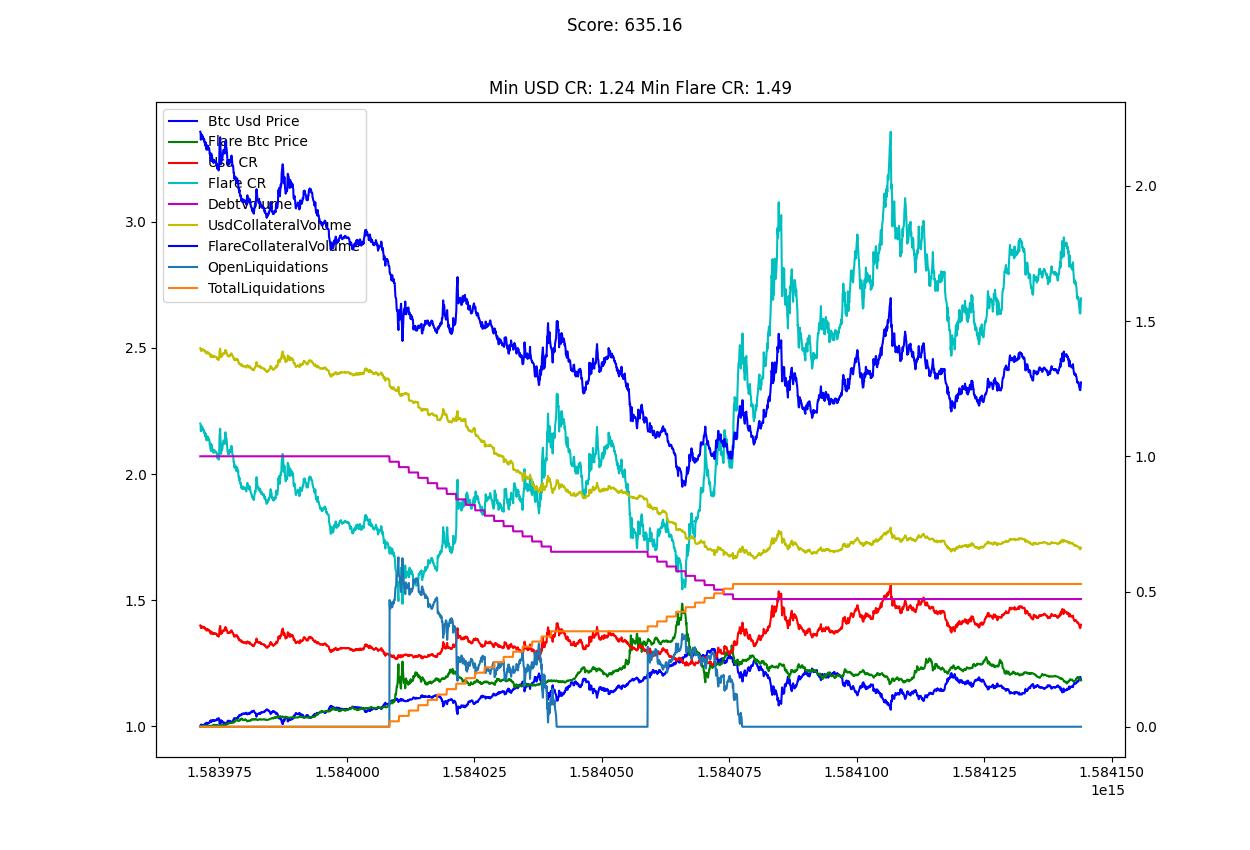 Score: 635.16
Min USD CR: 1.24 Min Flare CR: 1.49
Btc Usd Price
Flare Btc Price
Usd CR
Flare CR
DebtVolume
UsdCollateralVolume
FlareCollateralVolume
OpenLiquidations
TotalLiquidations
3.0
2.5
2.0
1.5
1.0
2.0
1.5
1.0
0.5
0.0
1.583975
1.584000
1.584025
1.584050
1.584075
1.584100
1.584125
1.584150
1e15